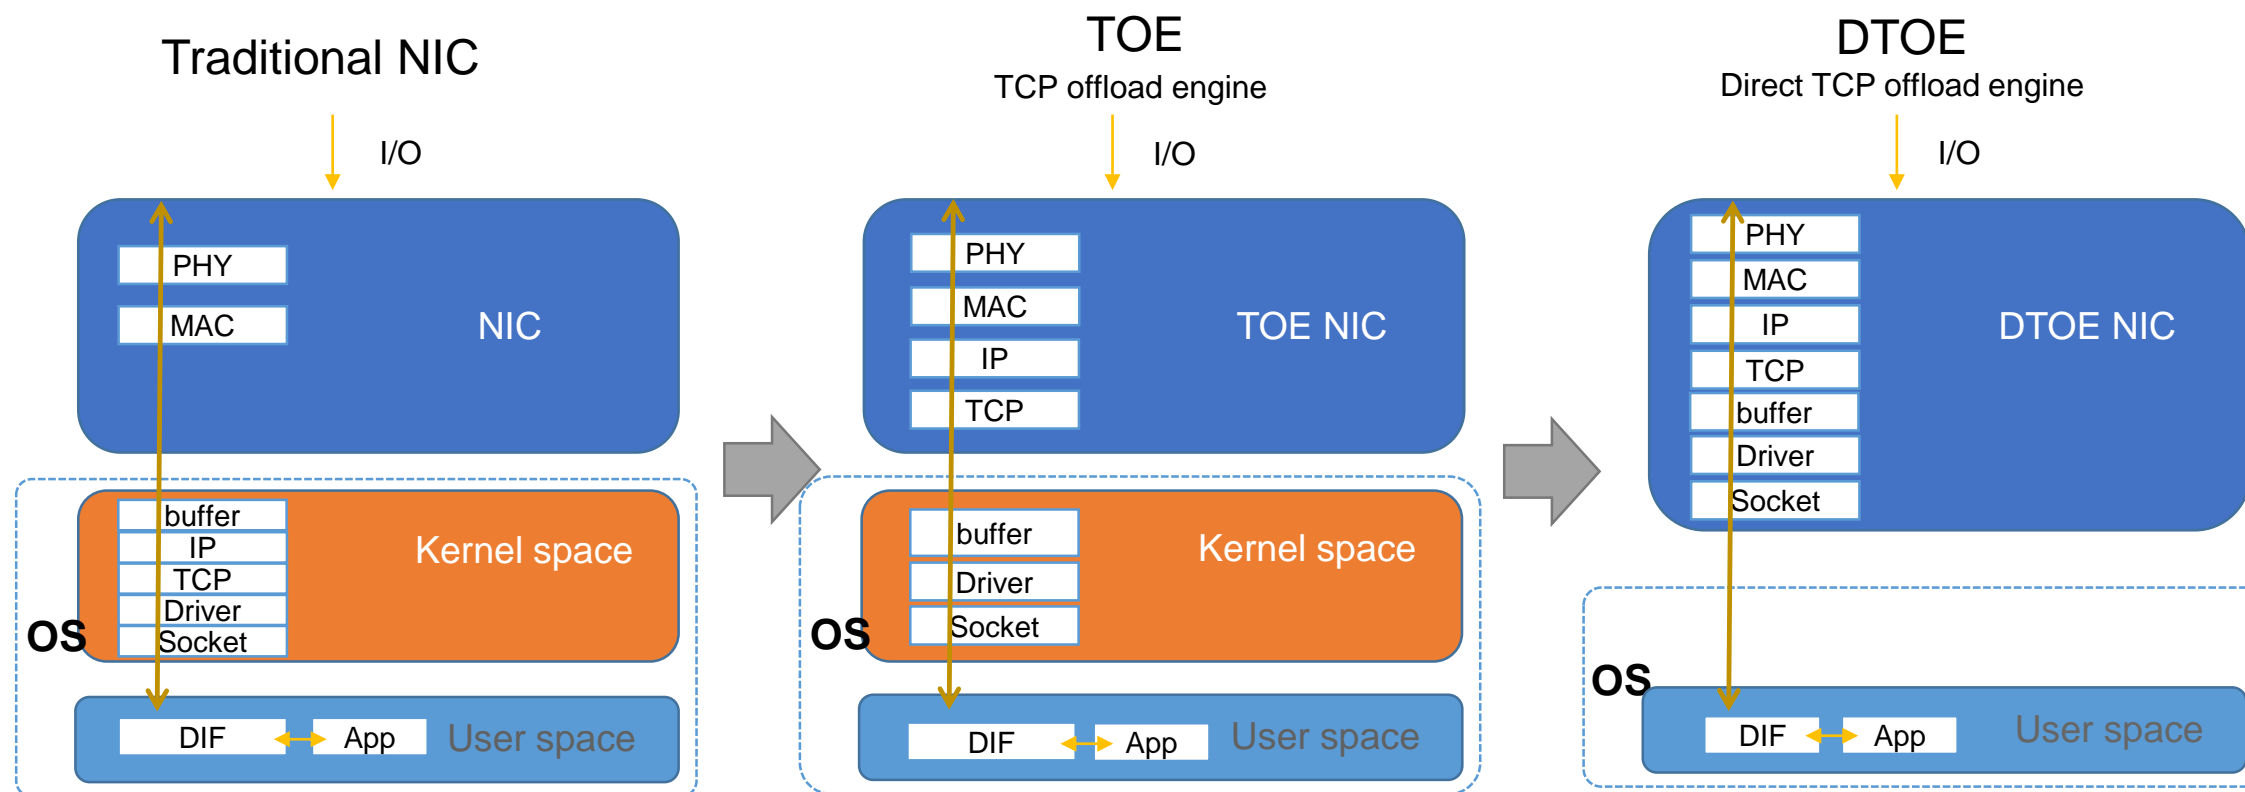 Traditional NIC
I/O
PHY
MAC
NIC
buffer
IP
TCP
Driver
Socket
Kernel space
OS
DIF
App
User space
TOE
TCP offload engine
I/O
PHY
MAC
IP
TCP
TOE NIC
buffer
Driver
Socket
Kernel space
OS
DIF
App
User space
DTOE
Direct TCP offload engine
I/O
PHY
MAC
IP
TCP
buffer
Driver
Socket
DTOE NIC
OS
DIF
App
User space